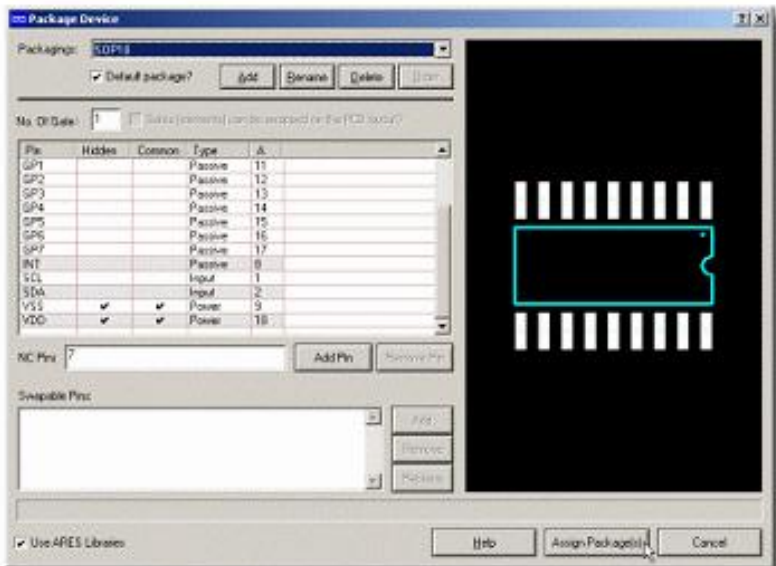 Package Device
Packagings: SOP18
Default package? Add Rename Delete
No. Of Gate: 1
Pin Hidden Common Type A
GP1 Passive 11
GP2 Passive 12
GP3 Passive 13
GP4 Passive 14
GP5 Passive 15
GP6 Passive 16
GP7 Passive 17
INT Passive 8
SCL Input 1
SDA Input 2
VSS Power 9
VDD Power 18
NC Pins: 7 Add Pin Remove Pin
Swapable Pins:
Add
Remove
Use ARES Libraries Help Assign Package(s) Cancel